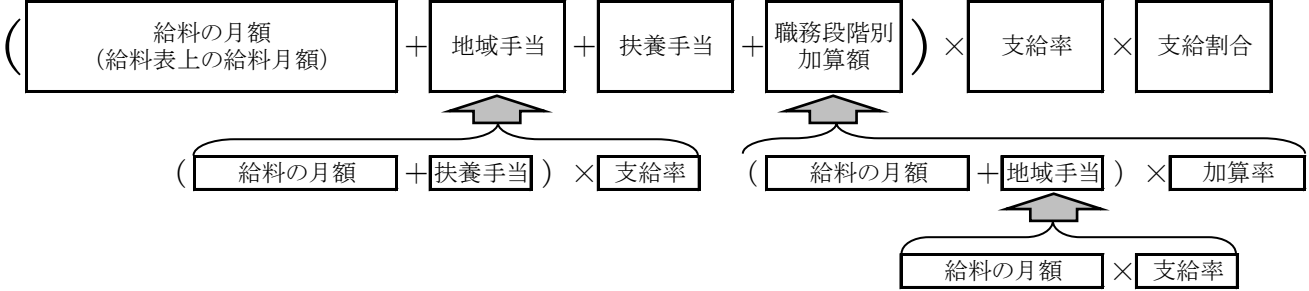 (給料の月額(給料表上の給料月額)+地域手当+扶養手当+職務段階別加算額)×支給率×支給割合
(給料の月額+扶養手当)×支給率 (給料の月額+地域手当)×加算率
給料の月額×支給率